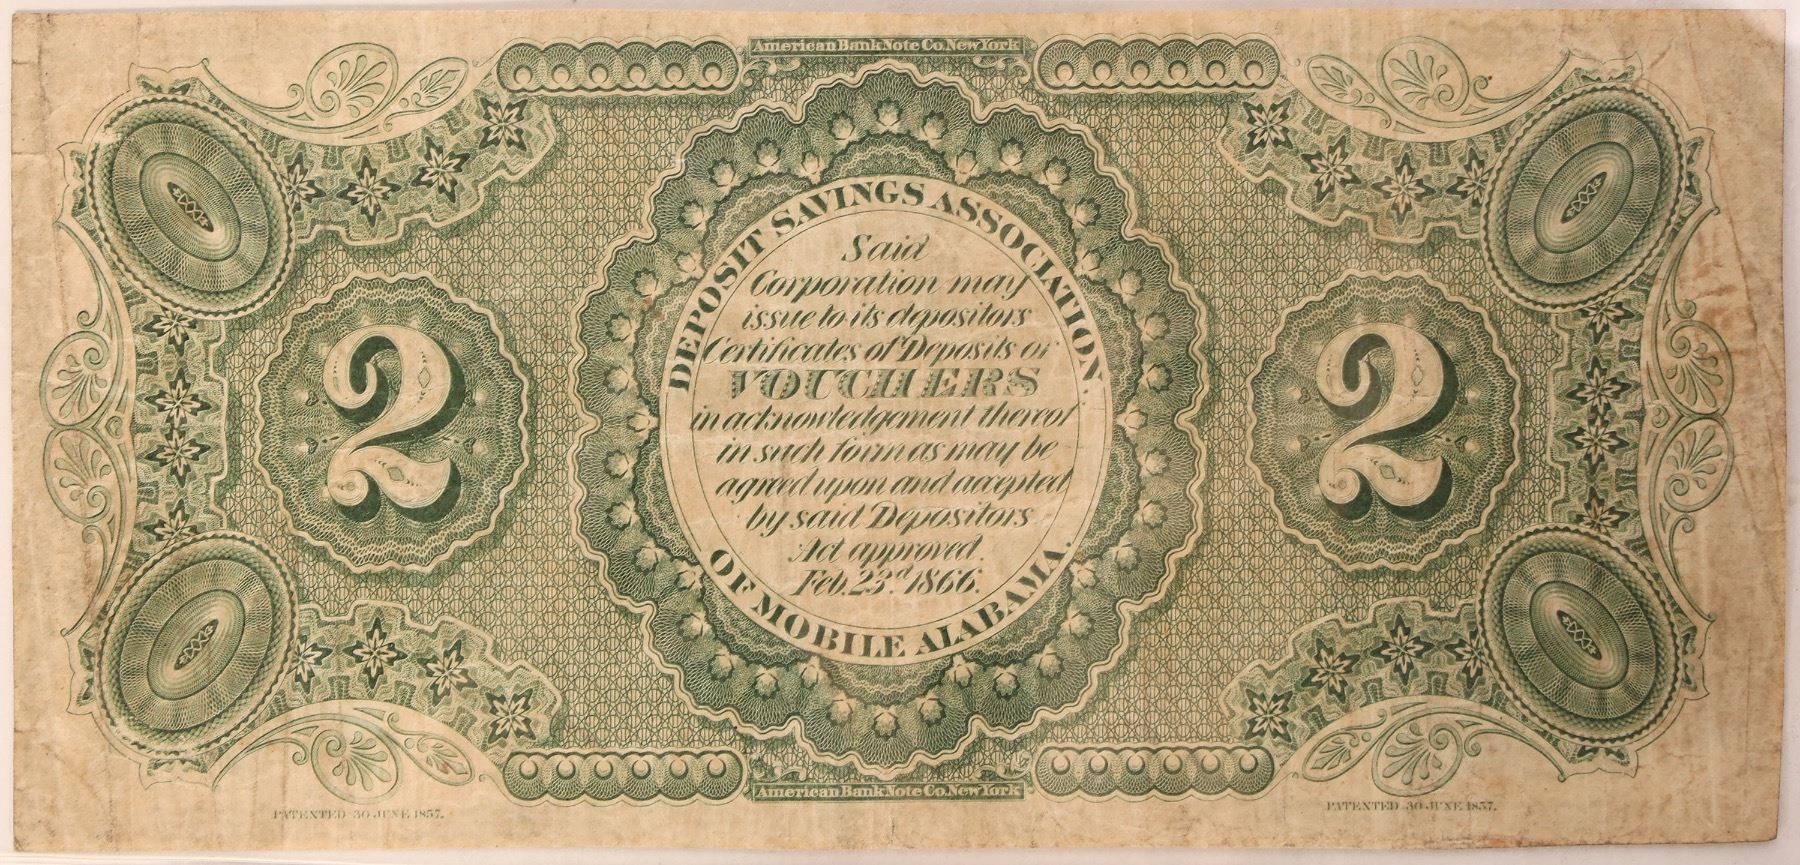 American Bank Note Co. New York
DEPOSIT SAVINGS ASSOCIATION
Said
Corporation may
issue to its depositors
Certificates of Deposits or
VOUCHERS
in acknowledgement thereof
in such form as may be
agreed upon and accepted
by said Depositors
Act approved
Feb. 23d 1866.
OF MOBILE ALABAMA.
2
2
American Bank Note Co. New York
PATENTED 30 JUNE 1857.
PATENTED 30 JUNE 1857.